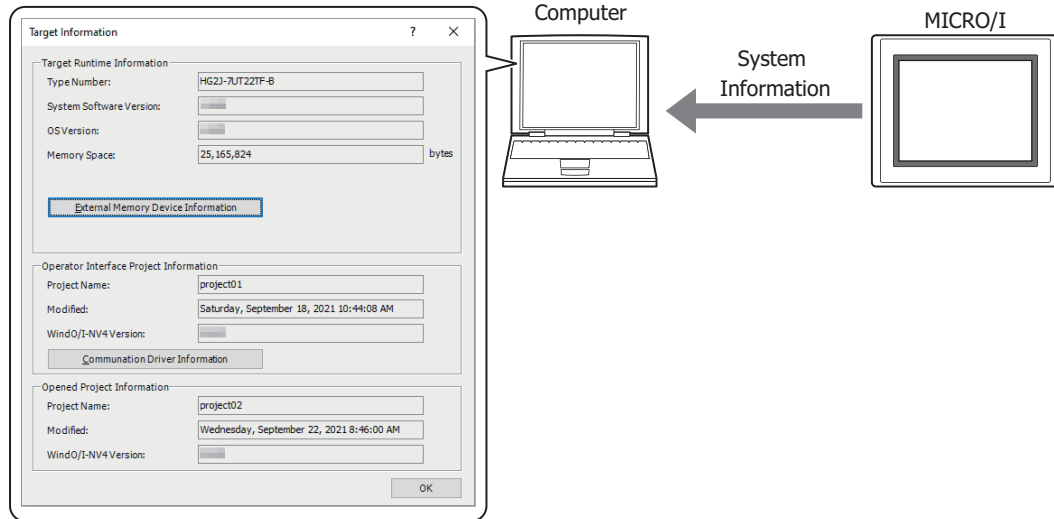 Target Information ? ×
Target Runtime Information
Type Number: HG2J-7UT22TF-B
System Software Version:
OS Version:
Memory Space: 25,165,824 bytes
External Memory Device Information
Operator Interface Project Information
Project Name: project01
Modified: Saturday, September 18, 2021 10:44:08 AM
WindO/I-NV4 Version:
Communation Driver Information
Opened Project Information
Project Name: project02
Modified: Wednesday, September 22, 2021 8:46:00 AM
WindO/I-NV4 Version:
OK
Computer
System
Information
MICRO/I